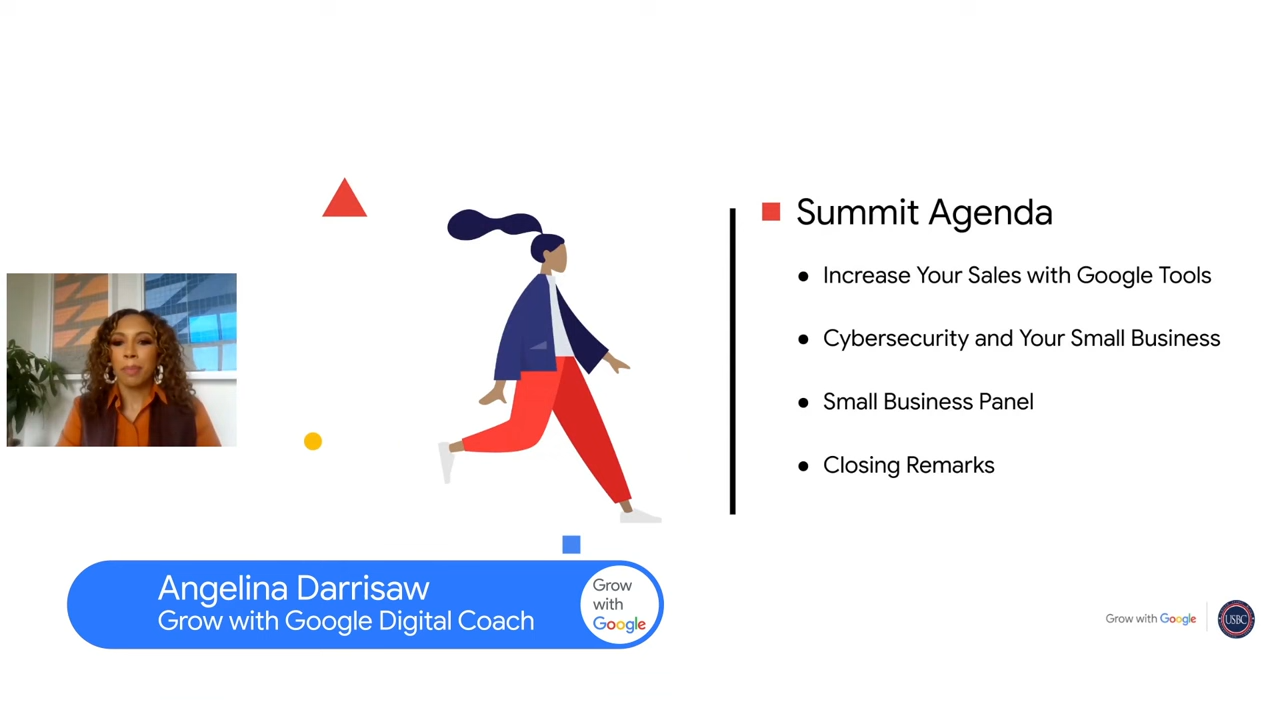 Summit Agenda
● Increase Your Sales with Google Tools
● Cybersecurity and Your Small Business
● Small Business Panel
● Closing Remarks
Angelina Darrisaw
Grow with Google Digital Coach
Grow
with
Google
Grow with Google
USBC